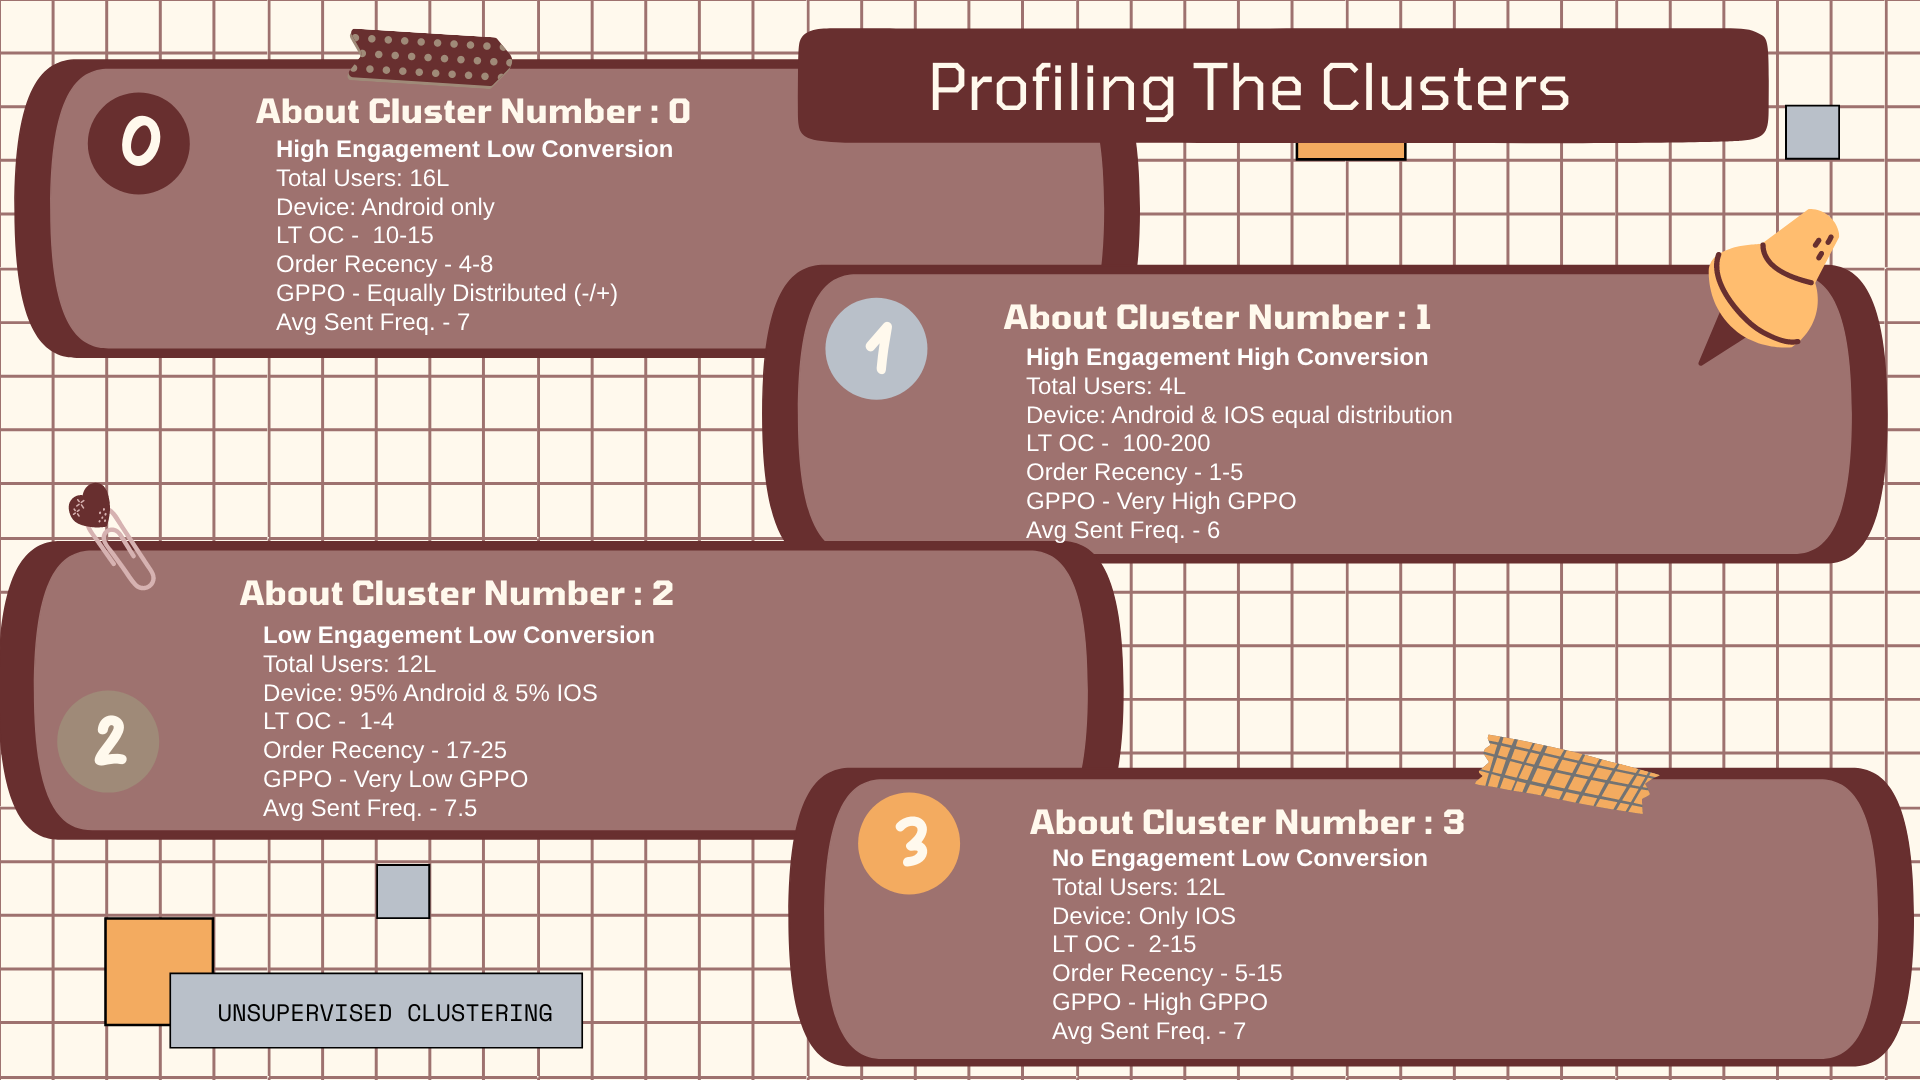 Profiling The Clusters
0
About Cluster Number : 0
High Engagement Low Conversion
Total Users: 16L
Device: Android only
LT OC -  10-15
Order Recency - 4-8
GPPO - Equally Distributed (-/+)
Avg Sent Freq. - 7
1
About Cluster Number : 1
High Engagement High Conversion
Total Users: 4L
Device: Android & IOS equal distribution
LT OC -  100-200
Order Recency - 1-5
GPPO - Very High GPPO
Avg Sent Freq. - 6
2
About Cluster Number : 2
Low Engagement Low Conversion
Total Users: 12L
Device: 95% Android & 5% IOS
LT OC -  1-4
Order Recency - 17-25
GPPO - Very Low GPPO
Avg Sent Freq. - 7.5
3
About Cluster Number : 3
No Engagement Low Conversion
Total Users: 12L
Device: Only IOS
LT OC -  2-15
Order Recency - 5-15
GPPO - High GPPO
Avg Sent Freq. - 7
UNSUPERVISED CLUSTERING